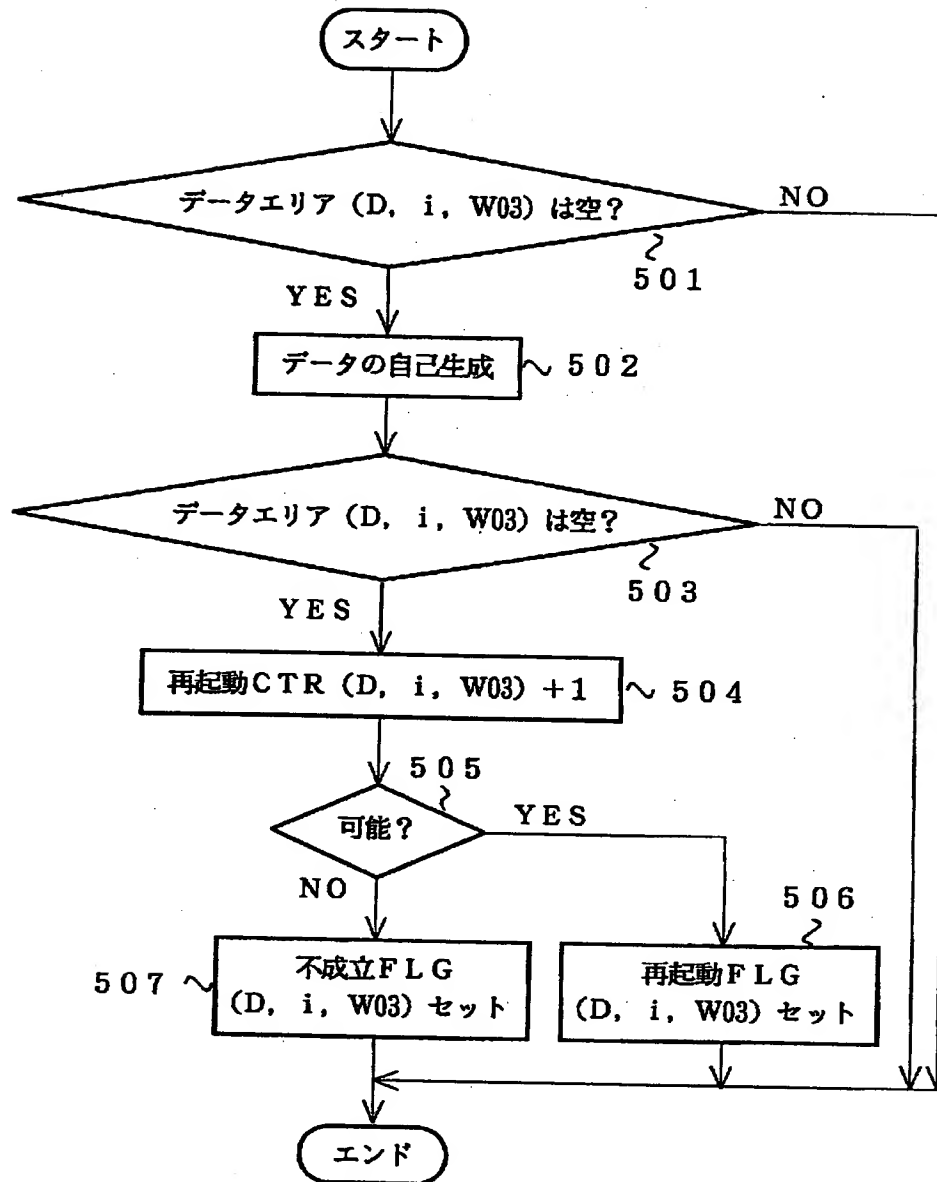 スタート
データエリア (D, i, W03) は空?
NO
501
YES
データの自己生成
502
データエリア (D, i, W03) は空?
NO
503
YES
再起動CTR (D, i, W03) +1
504
505
可能?
YES
NO
506
507
不成立FLG
(D, i, W03) セット
再起動FLG
(D, i, W03) セット
エンド